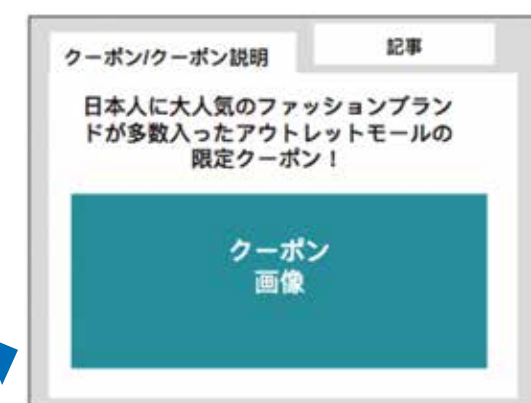 クーポン/クーポン説明
記事
日本人に大人気のファッションブラン
ドが多数入ったアウトレットモールの
限定クーポン！
クーポン
画像